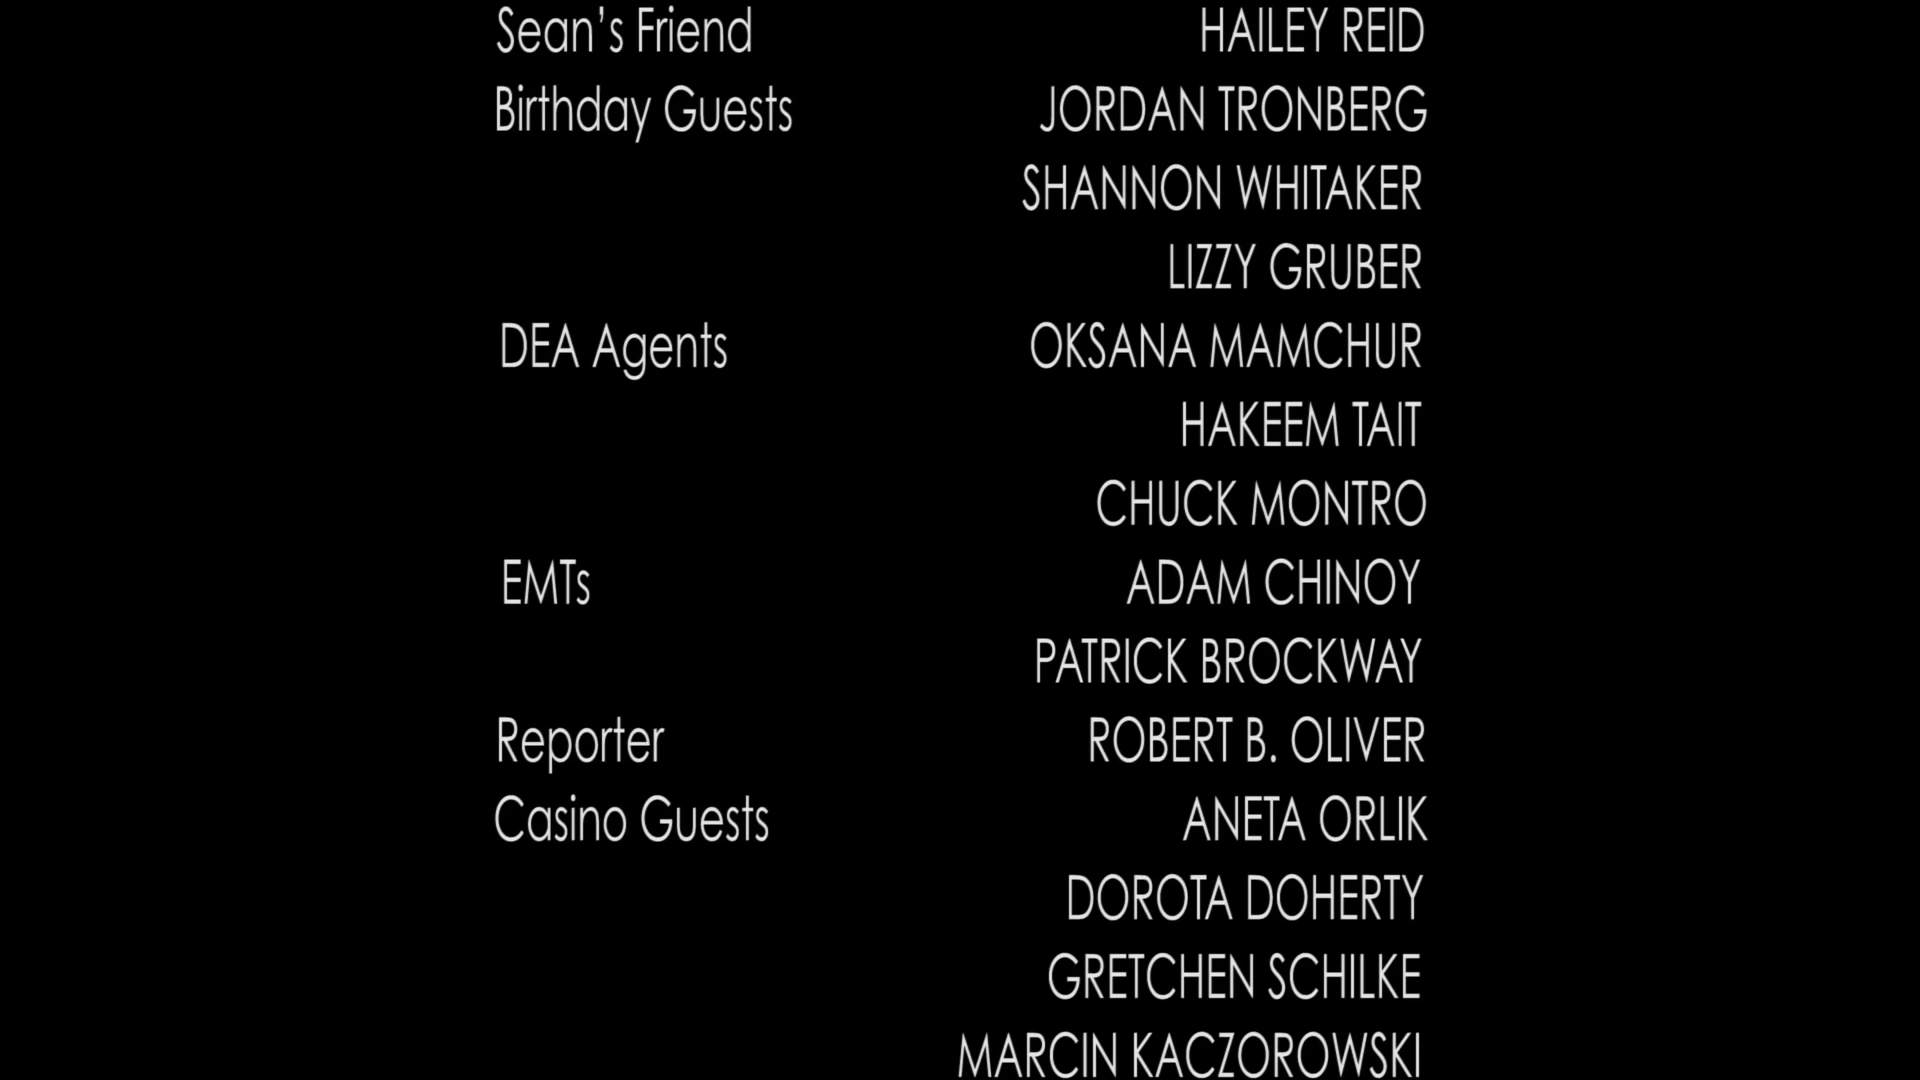 Sean's Friend HAILEY REID
Birthday Guests JORDAN TRONBERG
SHANNON WHITAKER
LIZZY GRUBER
DEA Agents OKSANA MAMCHUR
HAKEEM TAIT
CHUCK MONTRO
EMTs ADAM CHINOY
PATRICK BROCKWAY
Reporter ROBERT B. OLIVER
Casino Guests ANETA ORLIK
DOROTA DOHERTY
GRETCHEN SCHILKE
MARCIN KACZOROWSKI